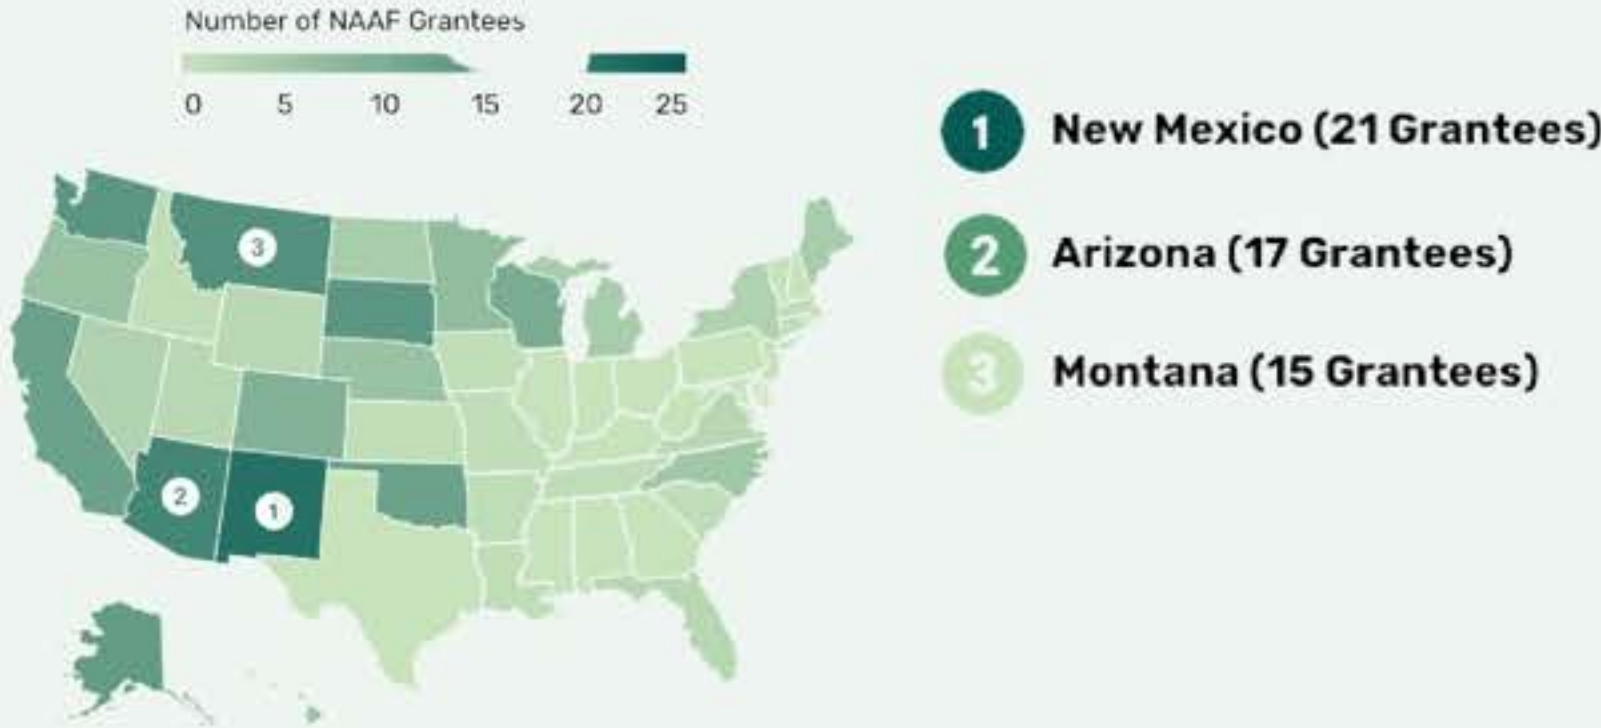 Number of NAAF Grantees
0 5 10 15 20 25
1 New Mexico (21 Grantees)
2 Arizona (17 Grantees)
3 Montana (15 Grantees)
3
2
1